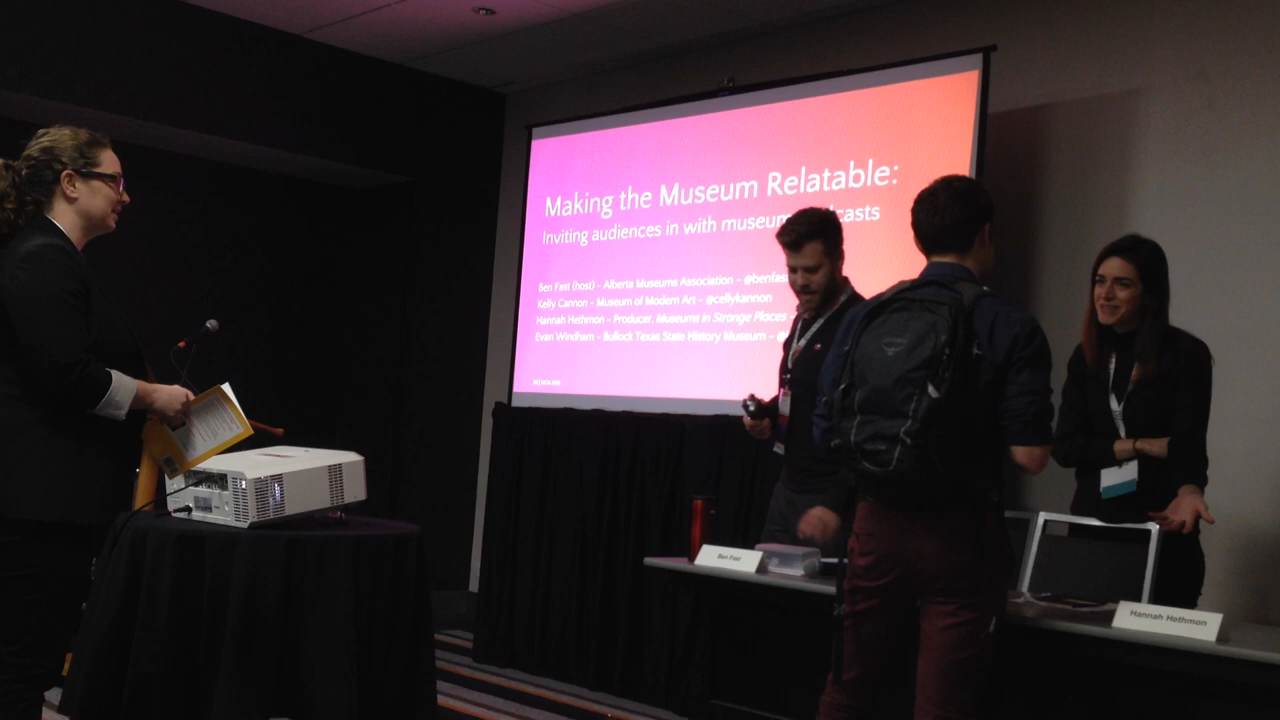 Making the Museum Relatable:
Inviting audiences in with museum casts
Ben Fast (host) – Alberta Museums Association – @benfas
Kelly Cannon – Museum of Modern Art – @cellykannon
Hannah Hethmon – Producer, Museums in Strange Places –
Evan Windham – Bullock Texas State History Museum – @
Ben Fast
Hannah Hethmon